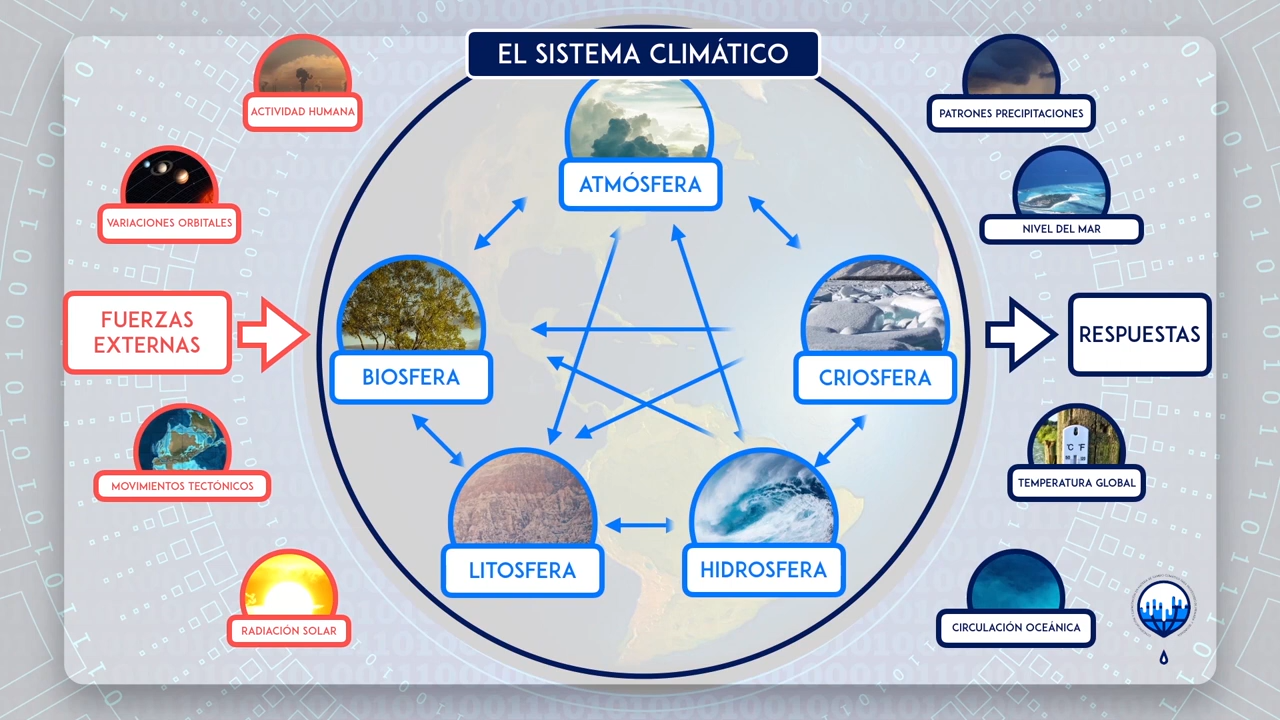 EL SISTEMA CLIMÁTICO
ACTIVIDAD HUMANA
VARIACIONES ORBITALES
FUERZAS
EXTERNAS
MOVIMIENTOS TECTÓNICOS
RADIACIÓN SOLAR
ATMÓSFERA
BIOSFERA
CRIOSFERA
LITOSFERA
HIDROSFERA
PATRONES PRECIPITACIONES
NIVEL DEL MAR
RESPUESTAS
°C °F
TEMPERATURA GLOBAL
CIRCULACIÓN OCEÁNICA